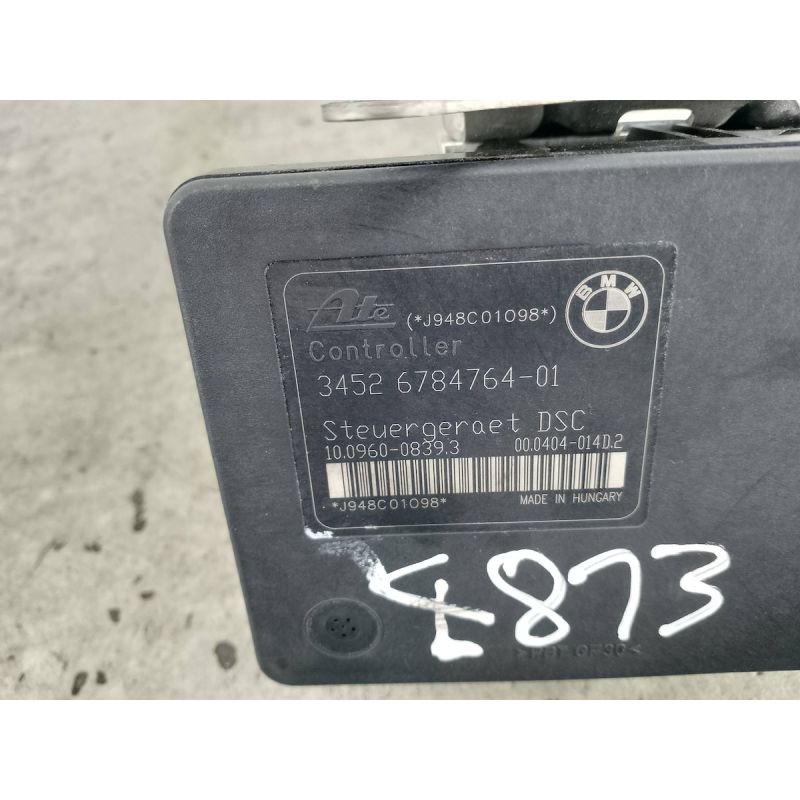 Ate (*J948C01098*)
BMW
Controller
3452 6784764-01
Steuergeraet DSC
10.0960-0839.3 00.0404-014D.2
*J948C01098* MADE IN HUNGARY